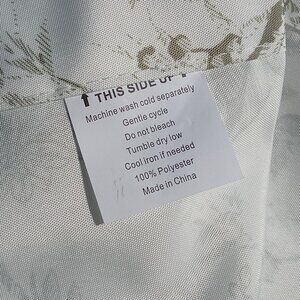 ⬆ THIS SIDE UP ⬆
Machine wash cold separately
Gentle cycle
Do not bleach
Tumble dry low
Cool iron if needed
100% Polyester
Made in China